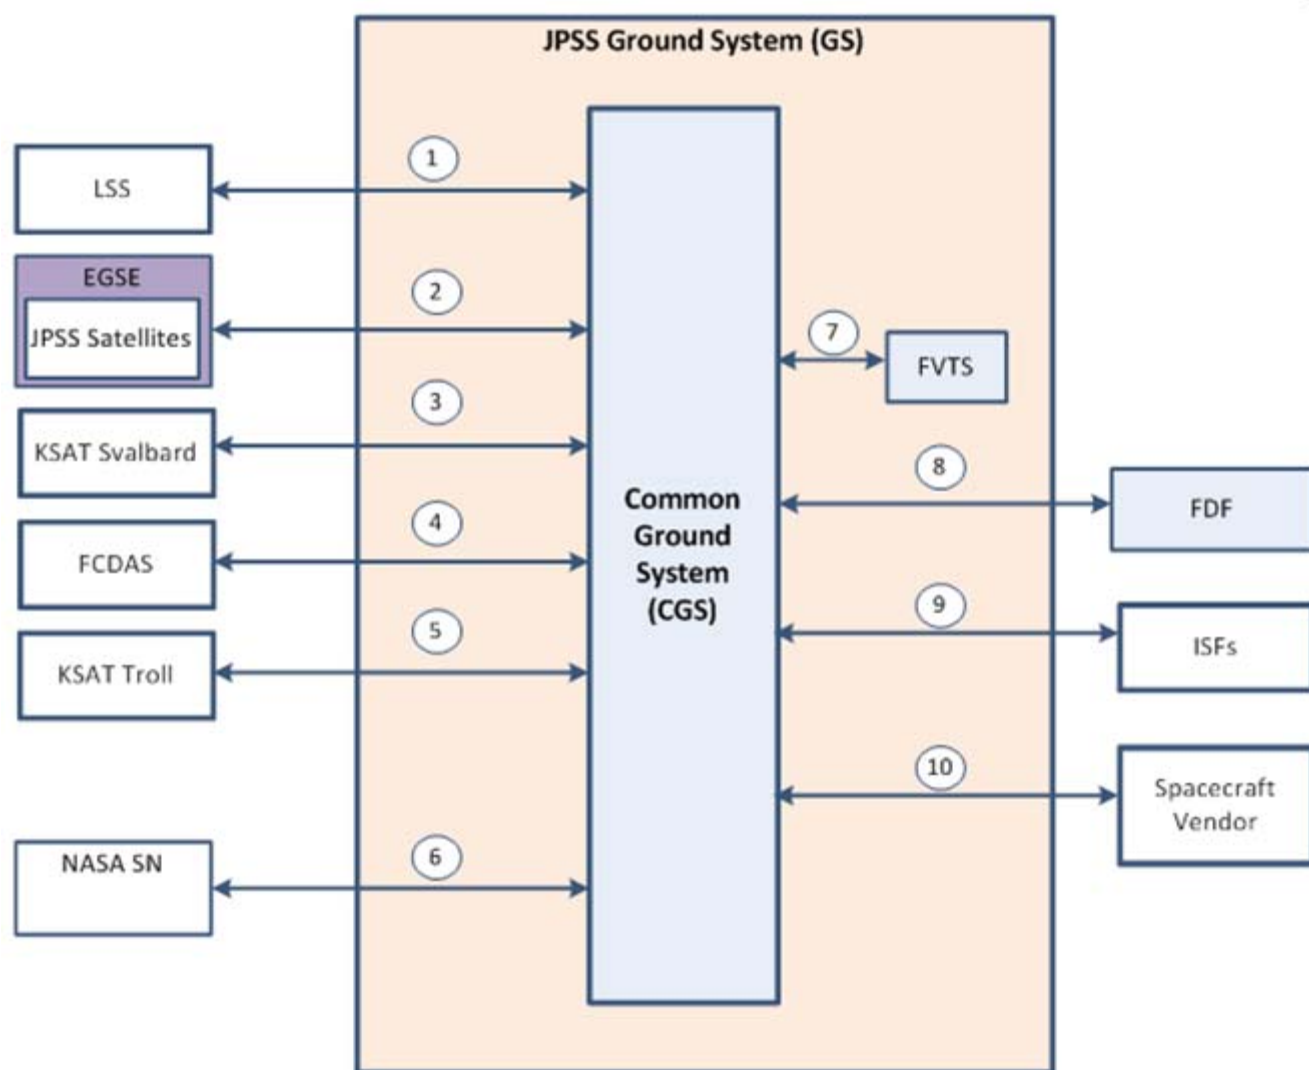 JPSS Ground System (GS)
1
LSS
EGSE
JPSS Satellites
2
3
KSAT Svalbard
4
FCDAS
5
KSAT Troll
6
NASA SN
Common
Ground
System
(CGS)
7
FVTS
8
FDF
9
ISFs
10
Spacecraft
Vendor